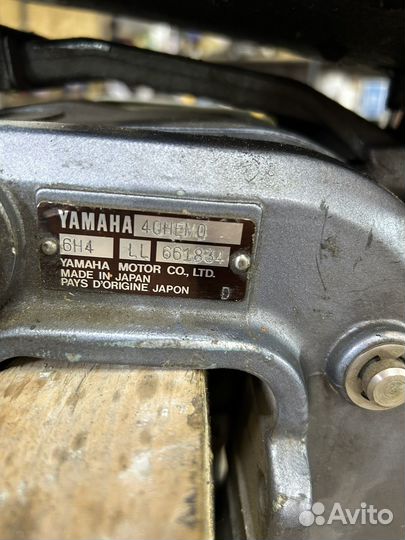 YAMAHA 40HEMO
6H4 LL 661834
YAMAHA MOTOR CO., LTD.
MADE IN JAPAN
PAYS D'ORIGINE JAPON D
Avito